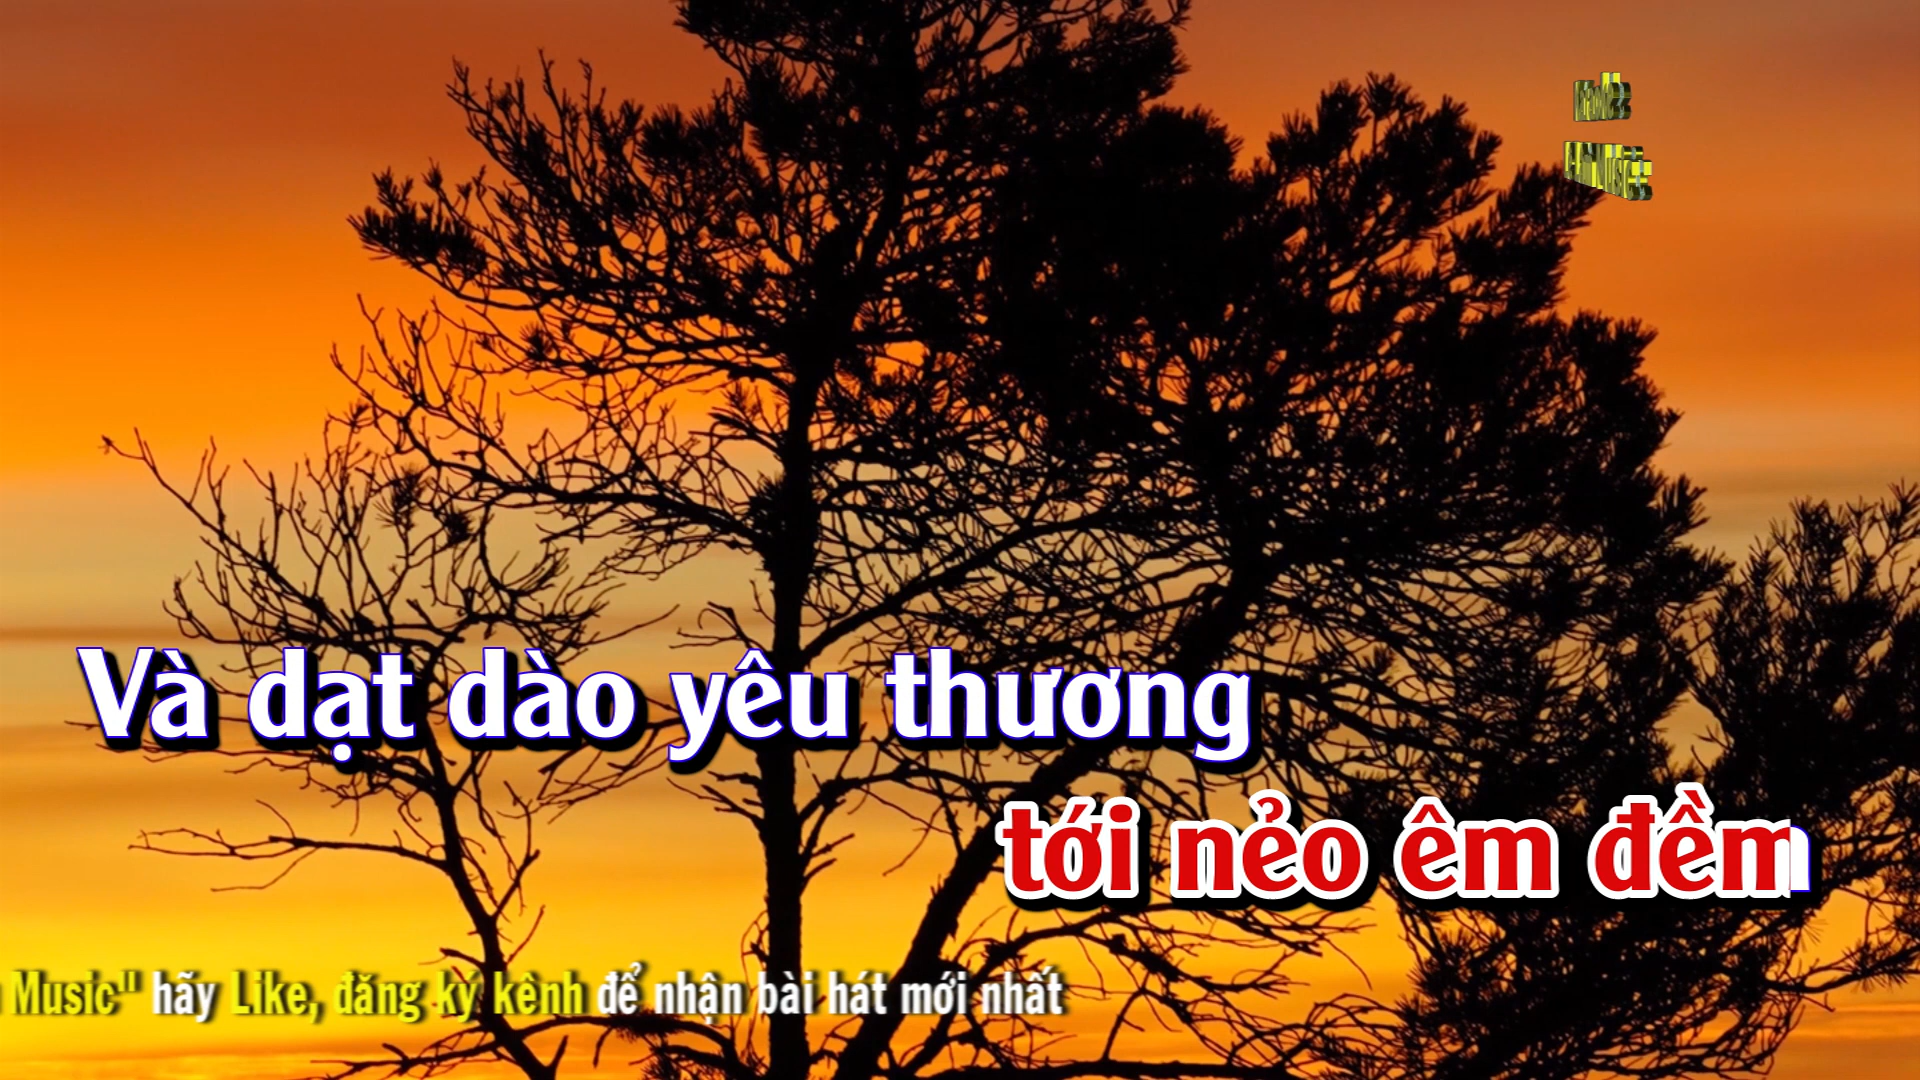 Và dạt dào yêu thương
tới nẻo êm đềm
Music" hãy Like, đăng ký kênh để nhận bài hát mới nhất